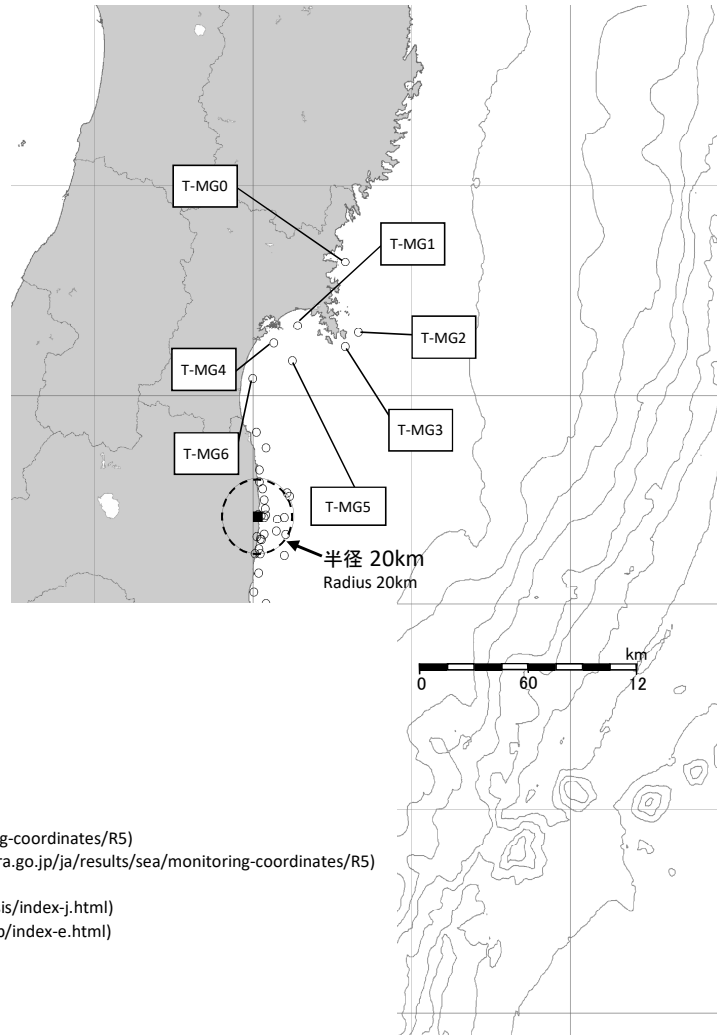 T-MG0
T-MG1
T-MG2
T-MG4
T-MG3
T-MG6
T-MG5
半径 20km
Radius 20km
km
0
60
12
g-coordinates/R5)
ra.go.jp/ja/results/sea/monitoring-coordinates/R5)
sis/index-j.html)
p/index-e.html)